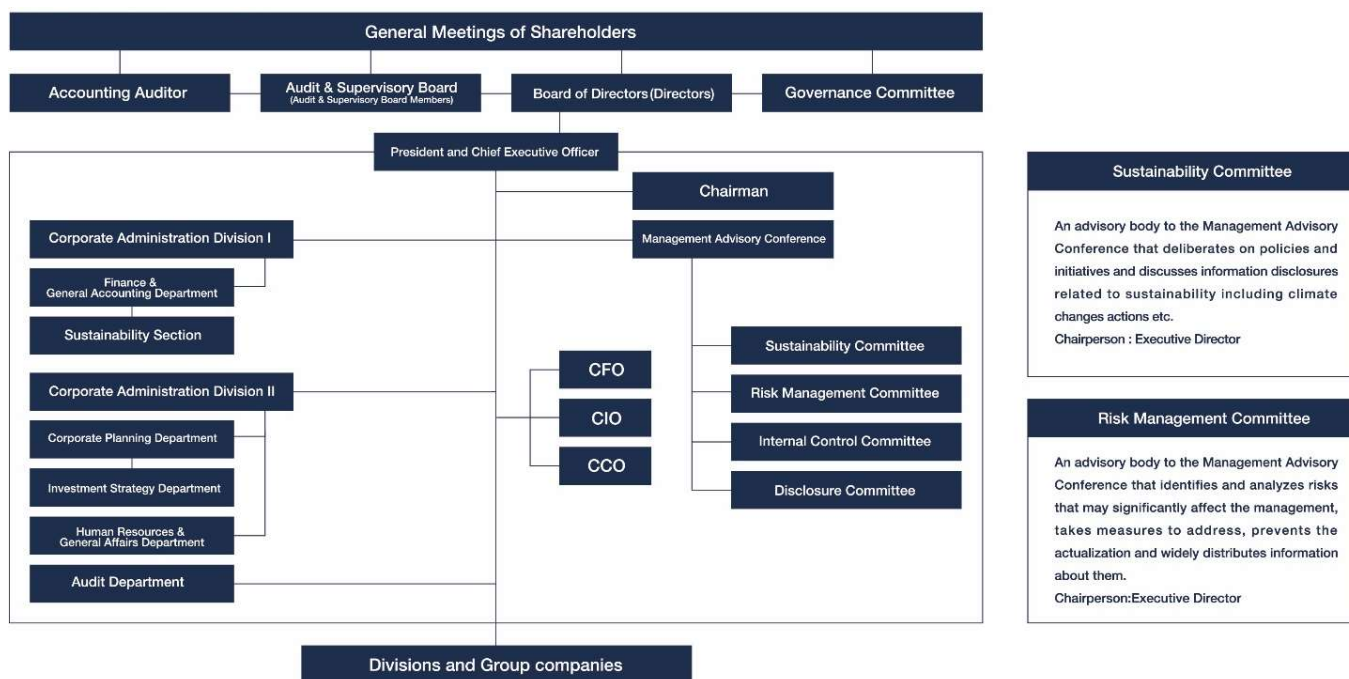 General Meetings of Shareholders
Accounting Auditor
Audit & Supervisory Board
(Audit & Supervisory Board Members)
Board of Directors (Directors)
Governance Committee
President and Chief Executive Officer
Chairman
Management Advisory Conference
Corporate Administration Division I
Finance &
General Accounting Department
Sustainability Section
Corporate Administration Division II
Corporate Planning Department
Investment Strategy Department
Human Resources &
General Affairs Department
Audit Department
CFO
CIO
CCO
Sustainability Committee
Risk Management Committee
Internal Control Committee
Disclosure Committee
Divisions and Group companies
Sustainability Committee
An advisory body to the Management Advisory
Conference that deliberates on policies and
initiatives and discusses information disclosures
related to sustainability including climate
changes actions etc.
Chairperson : Executive Director
Risk Management Committee
An advisory body to the Management Advisory
Conference that identifies and analyzes risks
that may significantly affect the management,
takes measures to address, prevents the
actualization and widely distributes information
about them.
Chairperson:Executive Director